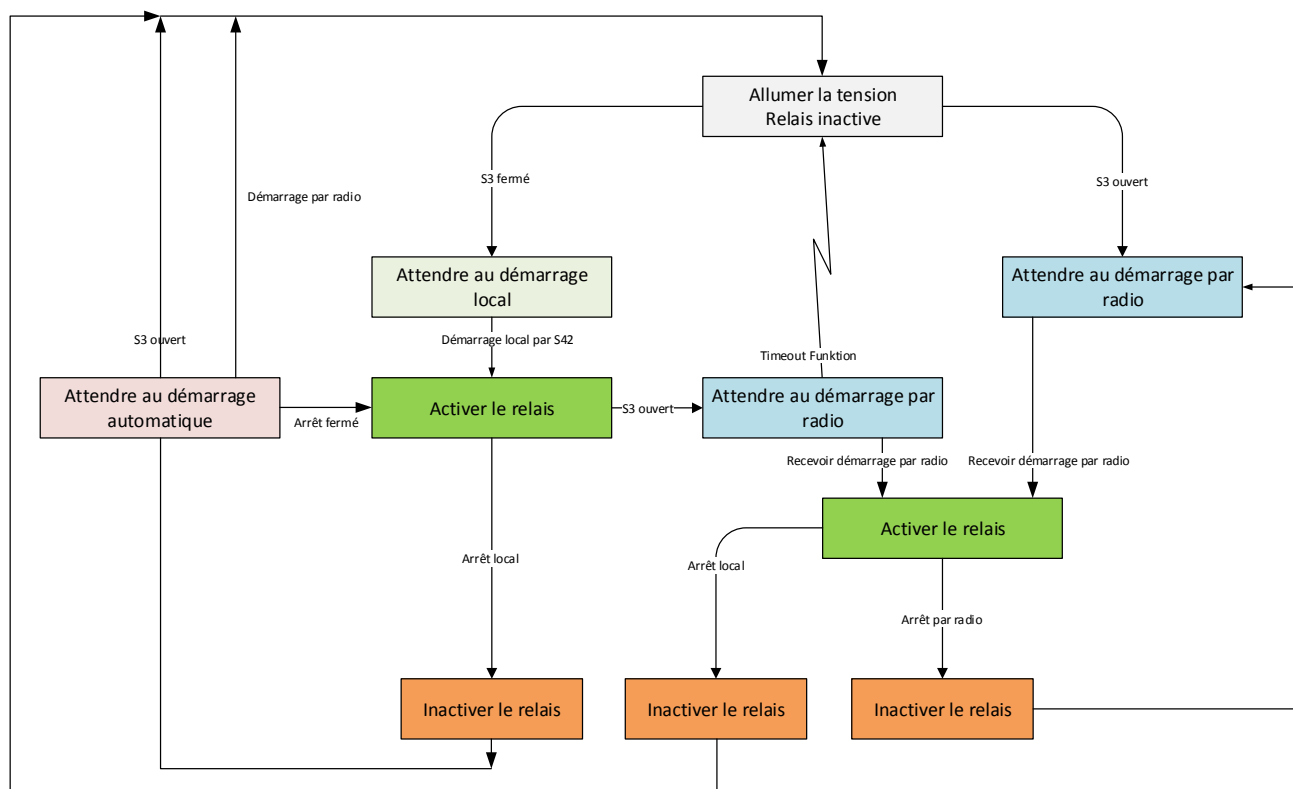 Allumer la tension
Relais inactive
S3 fermé
S3 ouvert
Démarrage par radio
Attendre au démarrage
local
Attendre au démarrage par
radio
S3 ouvert
Démarrage local par S42
Timeout Funktion
Attendre au démarrage
automatique
Arrêt fermé
Activer le relais
S3 ouvert
Attendre au démarrage par
radio
Recevoir démarrage par radio
Recevoir démarrage par radio
Activer le relais
Arrêt local
Arrêt local
Arrêt par radio
Inactiver le relais
Inactiver le relais
Inactiver le relais